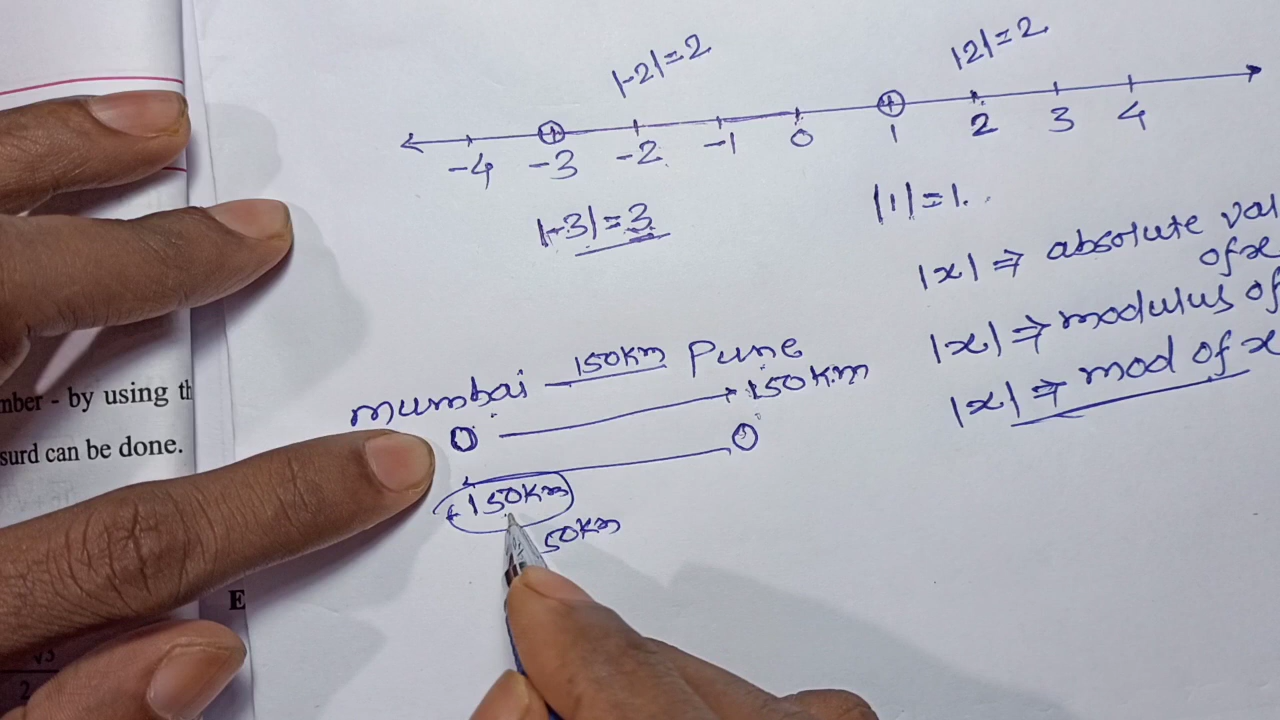 |-2|=2
|2|=2
-4 -3 -2 -1 0 1 2 3 4
|-3|=3
|1|=1.
|x| ⇒ absolute val
of x
|x| ⇒ modulus of
|x| ⇒ mod of x
mumbai 150km Pune
150km
150km
50km
mber - by using th
surd can be done.
E
√3
2